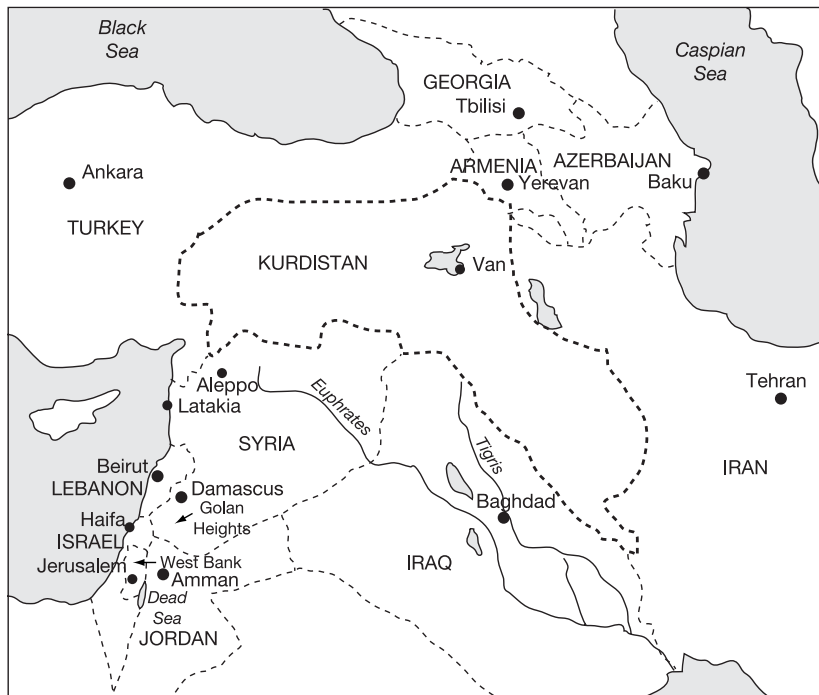 Black
Sea
Caspian
Sea
GEORGIA
Tbilisi
ARMENIA
AZERBAIJAN
Ankara
Yerevan
Baku
TURKEY
KURDISTAN
Van
Aleppo
Tehran
Latakia
Euphrates
SYRIA
Tigris
Beirut
IRAN
LEBANON
Damascus
Baghdad
Golan
Heights
Haifa
ISRAEL
West Bank
IRAQ
Jerusalem
Amman
Dead
Sea
JORDAN